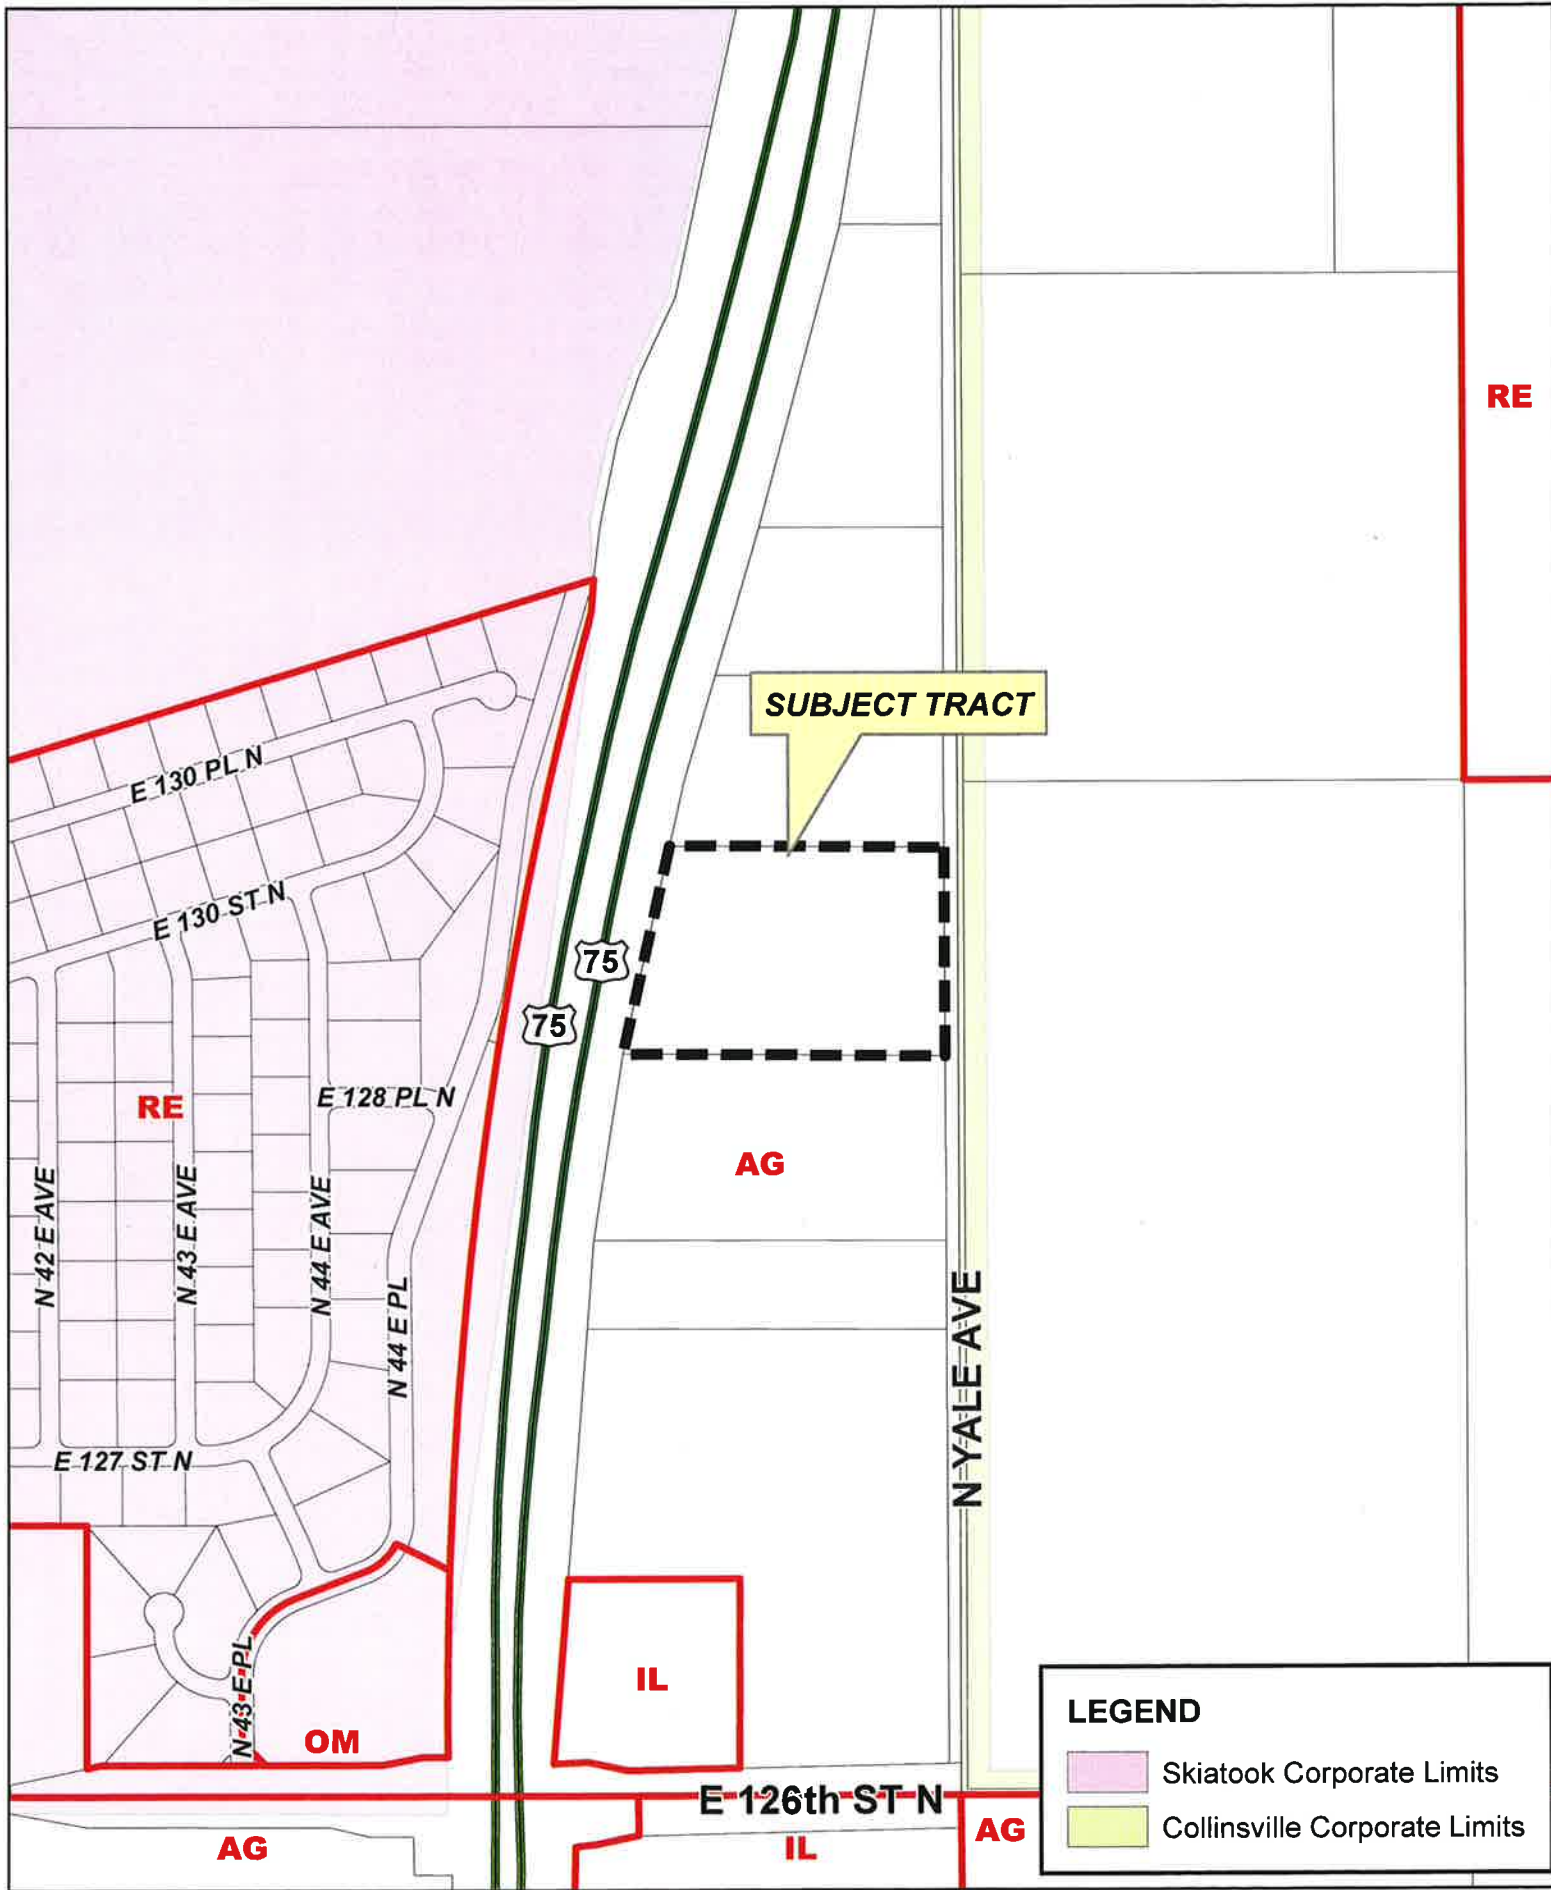 RE
SUBJECT TRACT
E 130 PL N
E 130 ST N
75
75
E 128 PL N
RE
AG
N 42 E AVE
N 43 E AVE
N 44 E AVE
N 44 E PL
N YALE AVE
E 127 ST N
N 43 E PL
OM
IL
E 126th ST N
AG
IL
AG
LEGEND
Skiatook Corporate Limits
Collinsville Corporate Limits